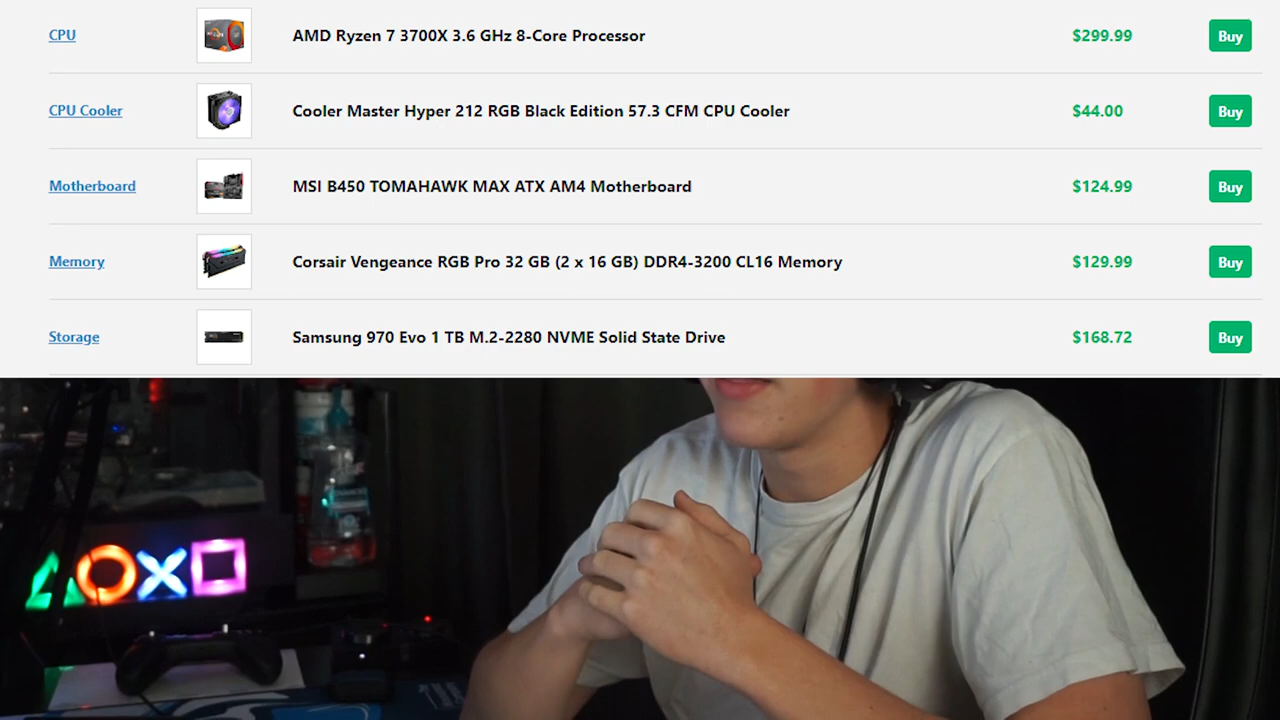 CPU AMD Ryzen 7 3700X 3.6 GHz 8-Core Processor $299.99 Buy
CPU Cooler Cooler Master Hyper 212 RGB Black Edition 57.3 CFM CPU Cooler $44.00 Buy
Motherboard MSI B450 TOMAHAWK MAX ATX AM4 Motherboard $124.99 Buy
Memory Corsair Vengeance RGB Pro 32 GB (2 x 16 GB) DDR4-3200 CL16 Memory $129.99 Buy
Storage Samsung 970 Evo 1 TB M.2-2280 NVME Solid State Drive $168.72 Buy